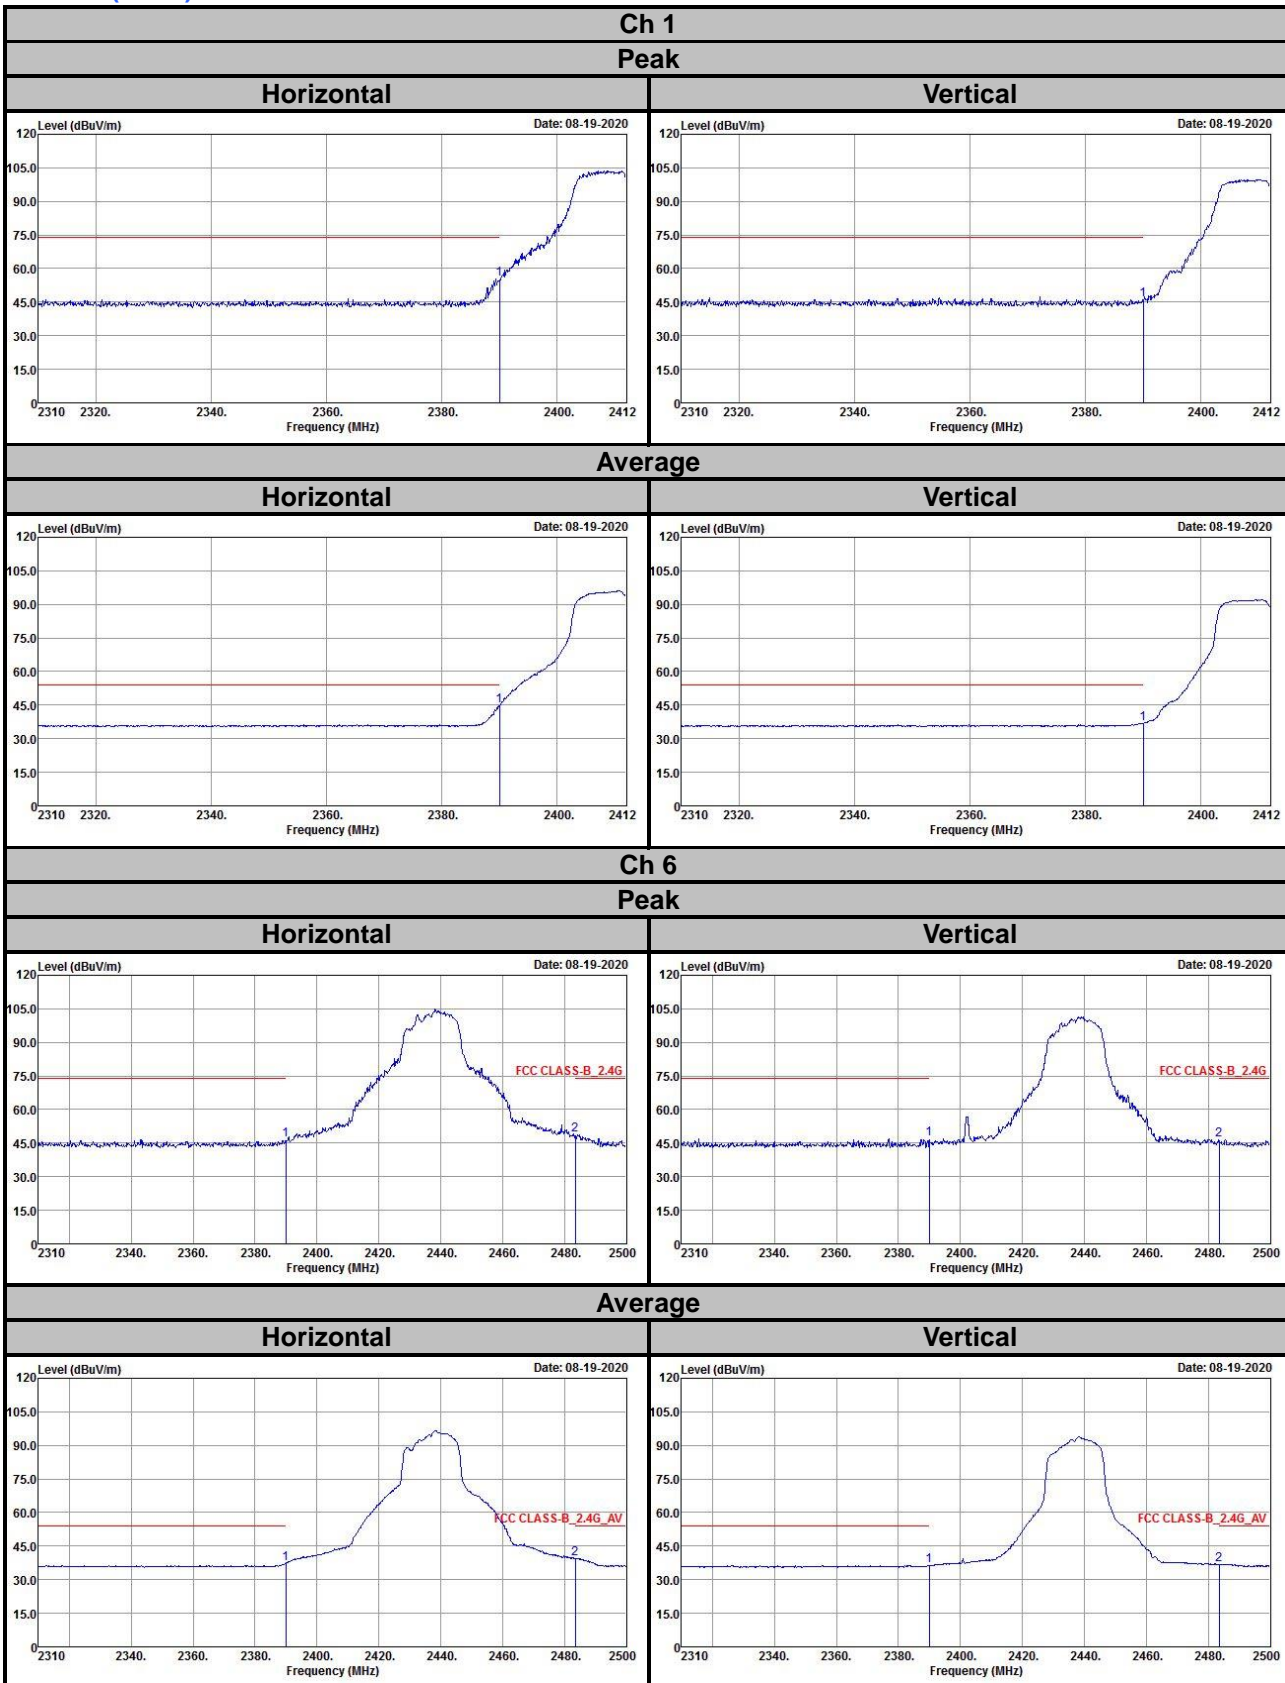 Ch 1
Peak
Horizontal Vertical
Level (dBuV/m) Date: 08-19-2020
120
105.0
90.0
75.0
60.0
45.0
30.0
15.0
0
1
2310 2320. 2340. 2360. 2380. 2400. 2412
Frequency (MHz)
Level (dBuV/m) Date: 08-19-2020
120
105.0
90.0
75.0
60.0
45.0
30.0
15.0
0
1
2310 2320. 2340. 2360. 2380. 2400. 2412
Frequency (MHz)
Average
Horizontal Vertical
Level (dBuV/m) Date: 08-19-2020
120
105.0
90.0
75.0
60.0
45.0
30.0
15.0
0
1
2310 2320. 2340. 2360. 2380. 2400. 2412
Frequency (MHz)
Level (dBuV/m) Date: 08-19-2020
120
105.0
90.0
75.0
60.0
45.0
30.0
15.0
0
1
2310 2320. 2340. 2360. 2380. 2400. 2412
Frequency (MHz)
Ch 6
Peak
Horizontal Vertical
Level (dBuV/m) Date: 08-19-2020
120
105.0
90.0
75.0
60.0
45.0
30.0
15.0
0
FCC CLASS-B_2.4G
1 2
2310 2340. 2360. 2380. 2400. 2420. 2440. 2460. 2480. 2500
Frequency (MHz)
Level (dBuV/m) Date: 08-19-2020
120
105.0
90.0
75.0
60.0
45.0
30.0
15.0
0
FCC CLASS-B_2.4G
1 2
2310 2340. 2360. 2380. 2400. 2420. 2440. 2460. 2480. 2500
Frequency (MHz)
Average
Horizontal Vertical
Level (dBuV/m) Date: 08-19-2020
120
105.0
90.0
75.0
60.0
45.0
30.0
15.0
0
FCC CLASS-B_2.4G_AV
1 2
2310 2340. 2360. 2380. 2400. 2420. 2440. 2460. 2480. 2500
Frequency (MHz)
Level (dBuV/m) Date: 08-19-2020
120
105.0
90.0
75.0
60.0
45.0
30.0
15.0
0
FCC CLASS-B_2.4G_AV
1 2
2310 2340. 2360. 2380. 2400. 2420. 2440. 2460. 2480. 2500
Frequency (MHz)